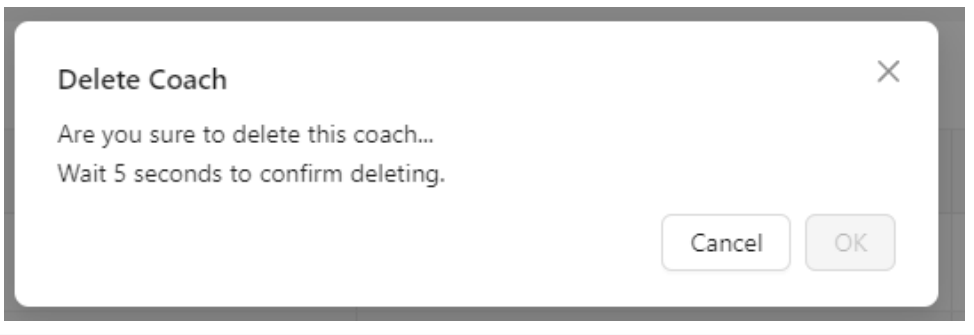 Delete Coach
Are you sure to delete this coach...
Wait 5 seconds to confirm deleting.
Cancel OK